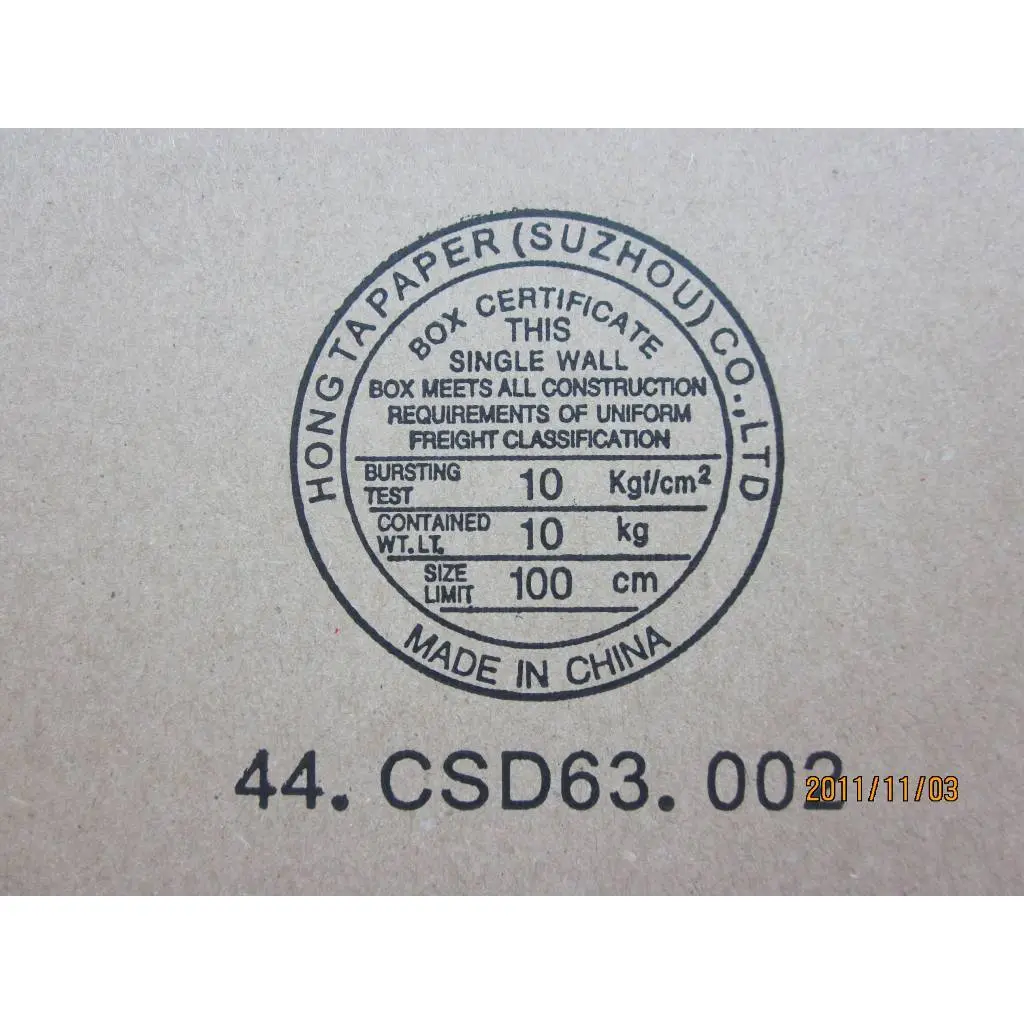 HONG TA PAPER (SUZHOU) CO.,LTD
BOX CERTIFICATE
THIS
SINGLE WALL
BOX MEETS ALL CONSTRUCTION
REQUIREMENTS OF UNIFORM
FREIGHT CLASSIFICATION
BURSTING TEST 10 Kgf/cm²
CONTAINED WT. LT. 10 kg
SIZE LIMIT 100 cm
MADE IN CHINA
44. CSD63. 002
2011/11/03